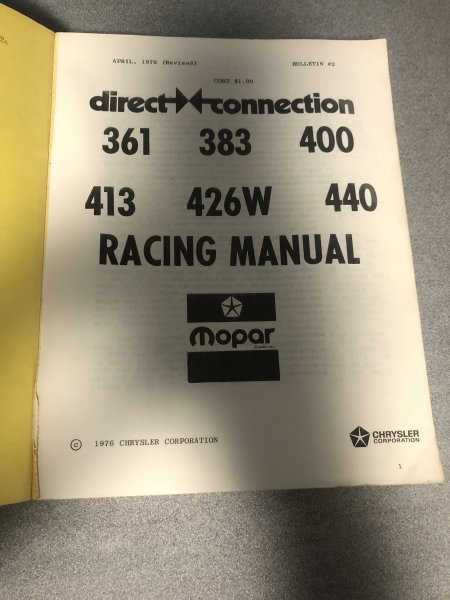 APRIL, 1976 (Revised) BULLETIN #2
COST $1.00
direct connection
361 383 400
413 426W 440
RACING MANUAL
Mopar
© 1976 CHRYSLER CORPORATION
CHRYSLER
CORPORATION
1